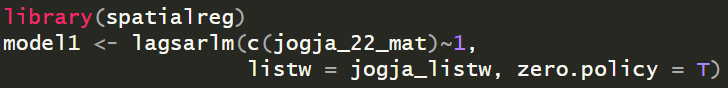 library(spatialreg)
model1 <- lagsarlm(c(jogja_22_mat)~1,
listw = jogja_listw, zero.policy = T)